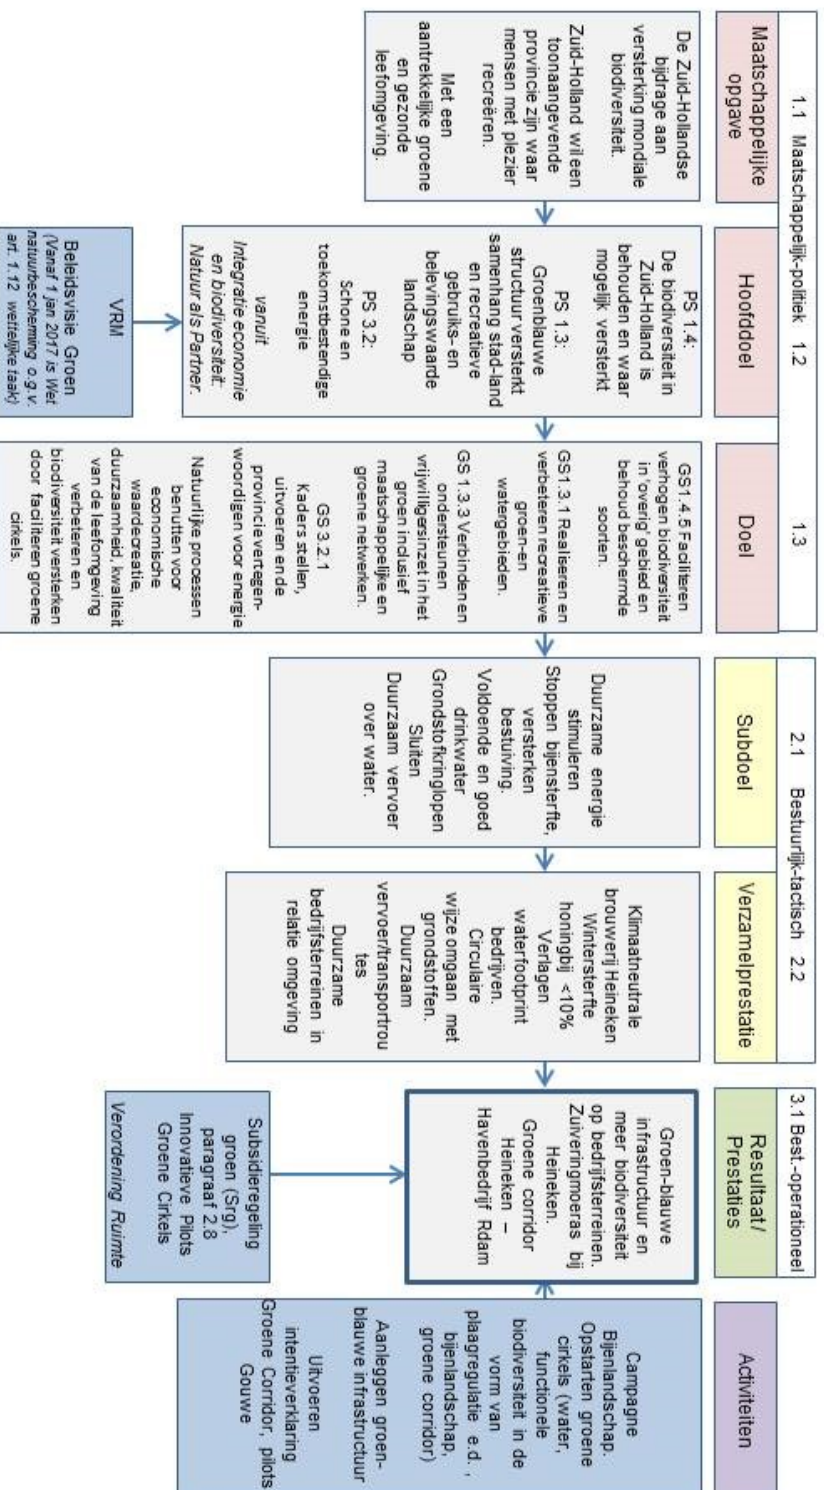 1.1 Maatschappelijk-politiek 1.2
1.3
2.1 Bestuurlijk-tactisch 2.2
3.1 Best.-operationeel
Maatschappelijke
opgave
De Zuid-Hollandse
bijdrage aan
versterking mondiale
biodiversiteit.
Zuid-Holland wil een
toonaangevende
provincie zijn waar
mensen met plezier
recreëren.
Met een
aantrekkelijke groene
en gezonde
leefomgeving.
Hoofddoel
PS 1.4:
De biodiversiteit in
Zuid-Holland is
behouden en waar
mogelijk versterkt
PS 1.3:
Groenblauwe
structuur versterkt
samenhang stad-land
en recreatieve
gebruiks- en
belevingswaarde
landschap
PS 3.2:
Schone en
toekomstbestendige
energie
vanuit
Integratie economie
en biodiversiteit:
Natuur als Partner.
VRM
Beleidsvisie Groen
(Vanaf 1 jan 2017 is Wet
natuurbescherming o.g.v.
art. 1.12 wettelijke taak)
Doel
GS1.4.5 Faciliteren
verhogen biodiversiteit
in 'overig' gebied en
behoud beschermde
soorten.
GS1.3.1 Realiseren en
verbeteren recreatieve
groen-en
watergebieden.
GS 1.3.3 Verbinden en
ondersteunen
vrijwilligersinzet in het
groen inclusief
maatschappelijke en
groene netwerken.
GS 3.2.1
Kaders stellen,
uitvoeren en de
provincie vertegen-
woordigen voor energie
Natuurlijke processen
benutten voor
economische
waardecreatie,
duurzaamheid, kwaliteit
van de leefomgeving
verbeteren en
biodiversiteit versterken
door faciliteren groene
cirkels.
Subdoel
Duurzame energie
stimuleren
Stoppen bijensterfte,
versterken
bestuiving.
Voldoende en goed
drinkwater
Grondstofkringlopen
Sluiten
Duurzaam vervoer
over water.
Verzamelprestatie
Klimaatneutrale
brouwerij Heineken
Wintersterfte
honingbij <10%
Verlagen
waterfootprint
bedrijven.
Circulaire
wijze omgaan met
grondstoffen.
Duurzaam
vervoer/transportrou
tes
Duurzame
bedrijfsterreinen in
relatie omgeving
Resultaat/
Prestaties
Groen-blauwe
infrastructuur en
meer biodiversiteit
op bedrijfsterreinen.
Zuiveringmoeras bij
Heineken.
Groene corridor
Heineken –
Havenbedrijf Rdam
Subsidieregeling
groen (Srg),
paragraaf 2.8
Innovatieve Pilots
Groene Cirkels
Verordening Ruimte
Activiteiten
Campagne
Bijenlandschap.
Opstarten groene
cirkels (water,
functionele
biodiversiteit in de
vorm van
plaagregulatie e.d. ,
bijenlandschap,
groene corridor)
Aanleggen groen-
blauwe infrastructuur
Uitvoeren
intentieverklaring
Groene Corridor, pilots
Gouwe